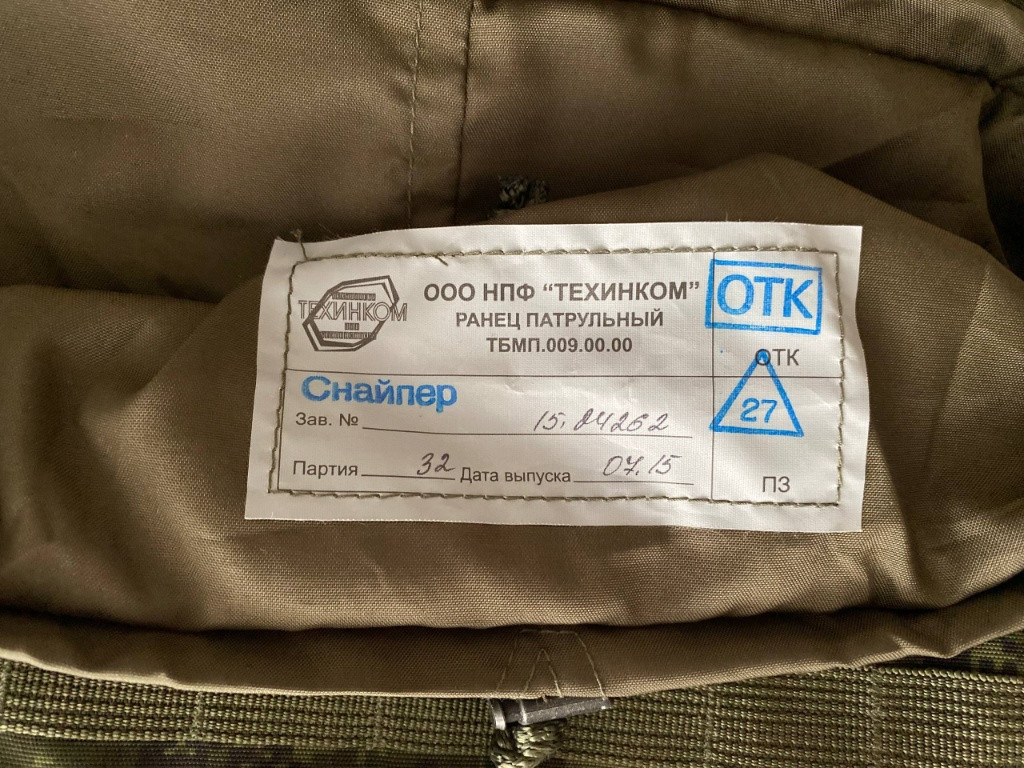 ТЕХИНКОМ
ООО НПФ “ТЕХИНКОМ”
РАНЕЦ ПАТРУЛЬНЫЙ
ТБМП.009.00.00
ОТК
ОТК
27
ПЗ
Снайпер
Зав. № 15.24262
Партия 32 Дата выпуска 07.15